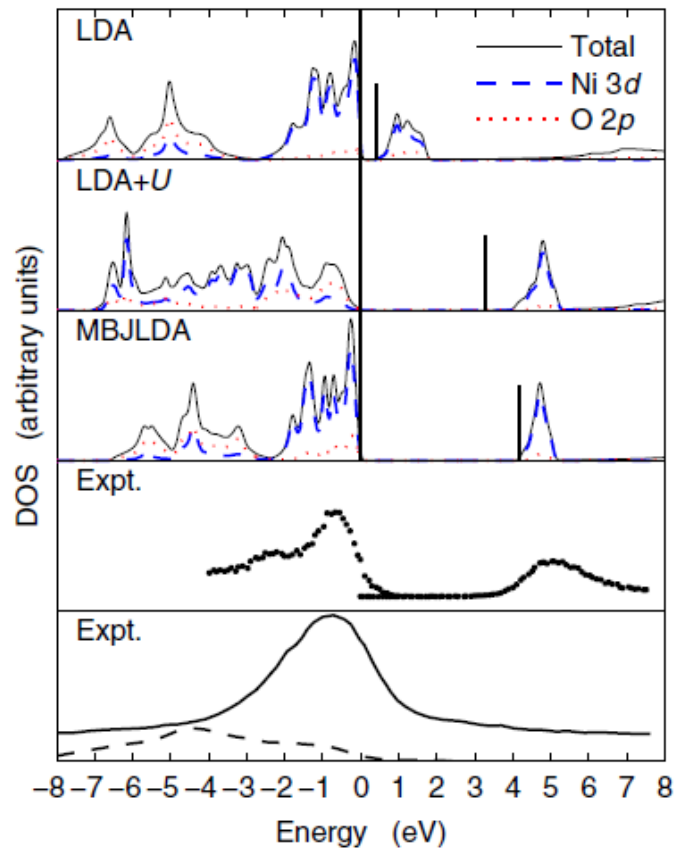 LDA
Total
Ni 3d
O 2p
LDA+U
MBJLDA
Expt.
Expt.
DOS (arbitrary units)
−8 −7 −6 −5 −4 −3 −2 −1 0 1 2 3 4 5 6 7 8
Energy (eV)